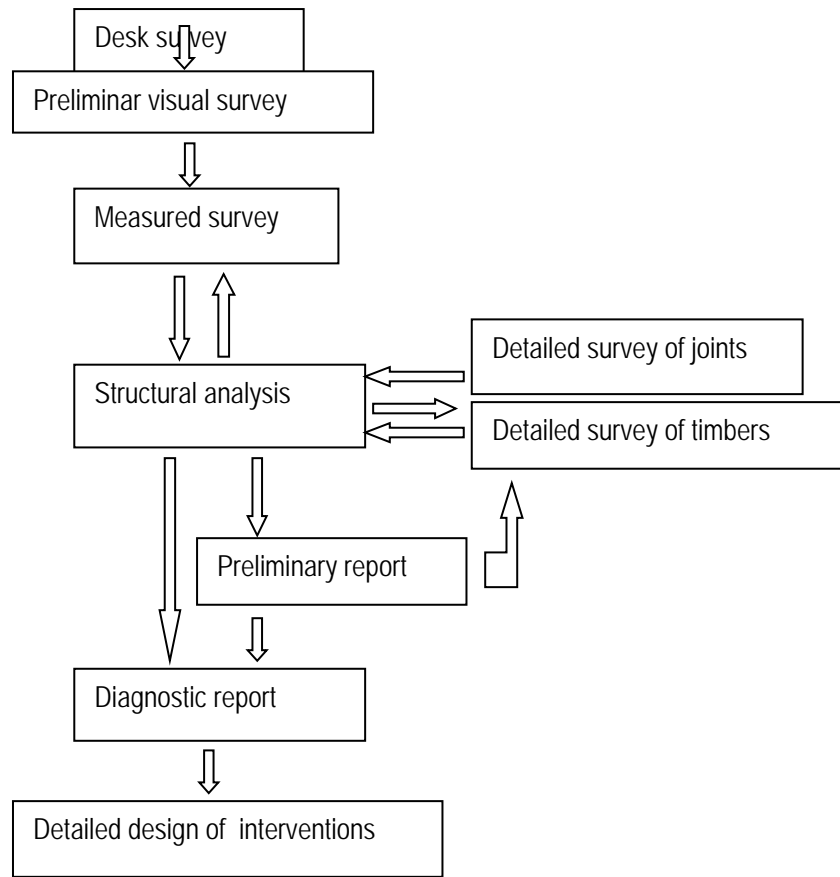 Desk survey
Preliminar visual survey
Measured survey
Detailed survey of joints
Structural analysis
Detailed survey of timbers
Preliminary report
Diagnostic report
Detailed design of interventions